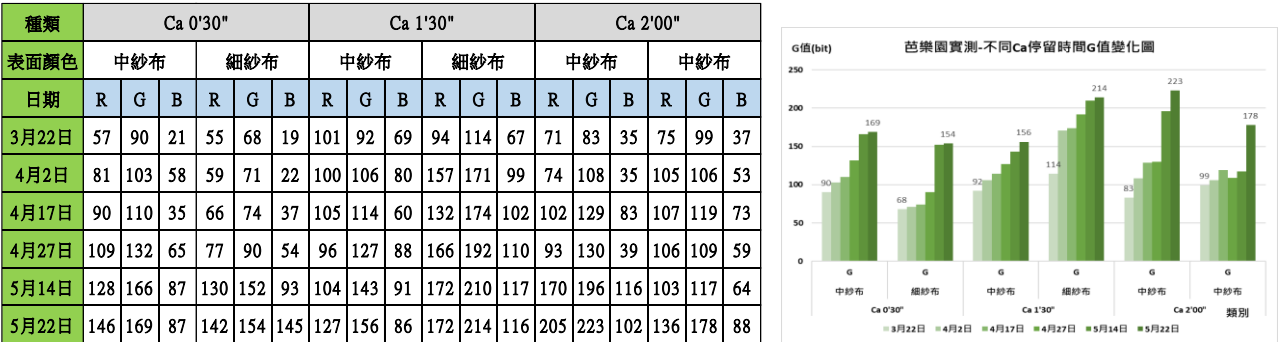 種類 Ca 0'30" Ca 1'30" Ca 2'00"
表面顏色 中紗布 細紗布 中紗布 細紗布 中紗布 中紗布
日期 R G B R G B R G B R G B R G B R G B
3月22日 57 90 21 55 68 19 101 92 69 94 114 67 71 83 35 75 99 37
4月2日 81 103 58 59 71 22 100 106 80 157 171 99 74 108 35 105 106 53
4月17日 90 110 35 66 74 37 105 114 60 132 174 102 102 129 83 107 119 73
4月27日 109 132 65 77 90 54 96 127 88 166 192 110 93 130 39 106 109 59
5月14日 128 166 87 130 152 93 104 143 91 172 210 117 170 196 116 103 117 64
5月22日 146 169 87 142 154 145 127 156 86 172 214 116 205 223 102 136 178 88
G值(bit) 芭樂園實測-不同Ca停留時間G值變化圖
250
200
150
100
50
0
90 169 68 154 92 156 114 214 83 223 99 178
G G G G G G
中紗布 細紗布 中紗布 細紗布 中紗布 中紗布
Ca 0'30" Ca 1'30" Ca 2'00" 類別
3月22日 4月2日 4月17日 4月27日 5月14日 5月22日